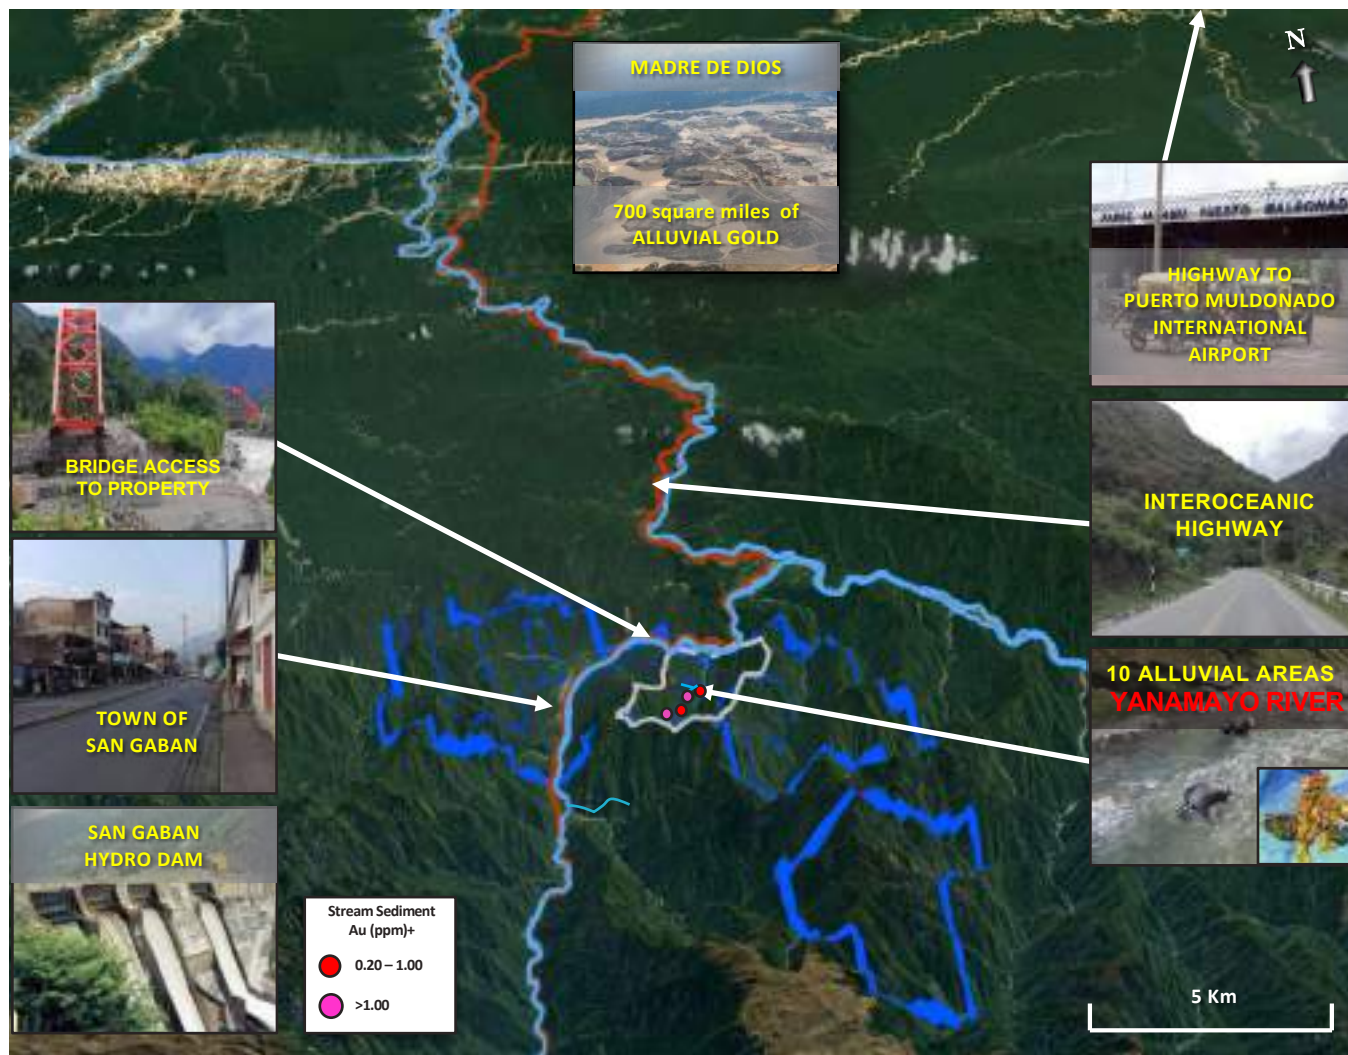 N
MADRE DE DIOS
700 square miles of
ALLUVIAL GOLD
HIGHWAY TO
PUERTO MULDONADO
INTERNATIONAL
AIRPORT
BRIDGE ACCESS
TO PROPERTY
INTEROCEANIC
HIGHWAY
TOWN OF
SAN GABAN
10 ALLUVIAL AREAS
YANAMAYO RIVER
SAN GABAN
HYDRO DAM
Stream Sediment
Au (ppm)+
0.20 – 1.00
>1.00
5 Km